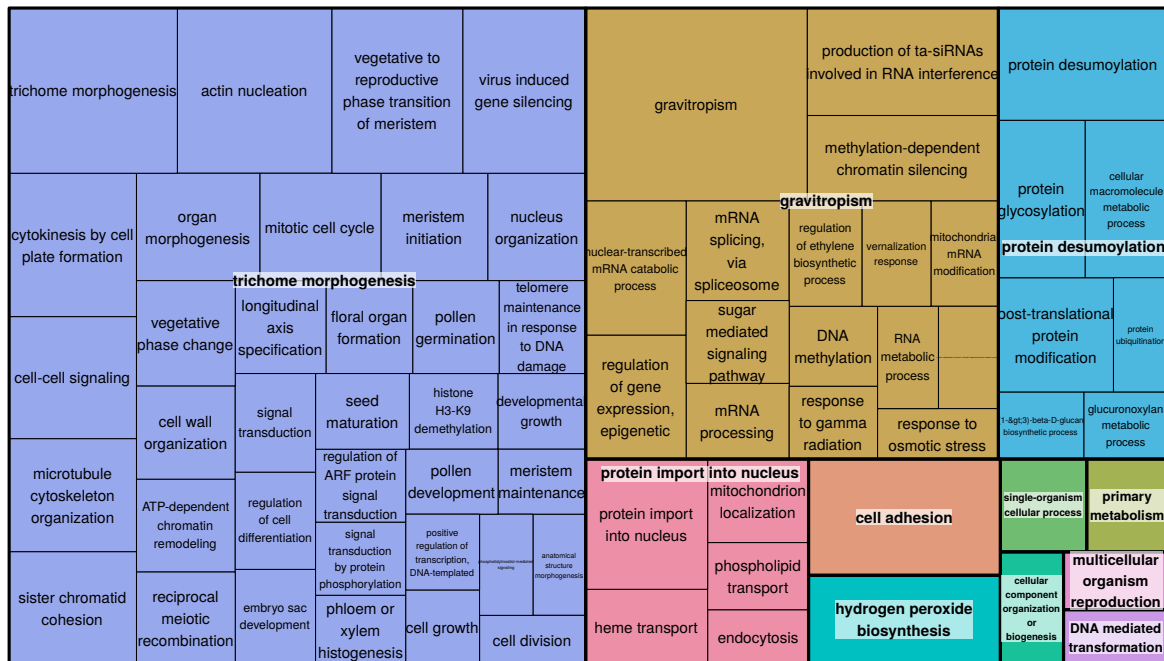 trichome morphogenesis
actin nucleation
vegetative to
reproductive
phase transition
of meristem
virus induced
gene silencing
cytokinesis by cell
plate formation
organ
morphogenesis
mitotic cell cycle
meristem
initiation
nucleus
organization
trichome morphogenesis
cell-cell signaling
vegetative
phase change
longitudinal
axis
specification
floral organ
formation
pollen
germination
telomere
maintenance
in response
to DNA
damage
cell wall
organization
signal
transduction
seed
maturation
histone
H3-K9
demethylation
developmental
growth
microtubule
cytoskeleton
organization
ATP-dependent
chromatin
remodeling
regulation
of cell
differentiation
regulation of
ARF protein
signal
transduction
pollen
development
meristem
maintenance
signal
transduction
by protein
phosphorylation
positive
regulation of
transcription,
DNA-templated
phosphatidylinositol-mediated
signaling
anatomical
structure
morphogenesis
sister chromatid
cohesion
reciprocal
meiotic
recombination
embryo sac
development
phloem or
xylem
histogenesis
cell growth
cell division
gravitropism
production of ta-siRNAs
involved in RNA interference
methylation-dependent
chromatin silencing
gravitropism
nuclear-transcribed
mRNA catabolic
process
mRNA
splicing,
via
spliceosome
regulation
of ethylene
biosynthetic
process
vernalization
response
mitochondrial
mRNA
modification
regulation
of gene
expression,
epigenetic
sugar
mediated
signaling
pathway
DNA
methylation
RNA
metabolic
process
mRNA
processing
response
to gamma
radiation
response to
osmotic stress
protein desumoylation
protein
glycosylation
cellular
macromolecule
metabolic
process
protein desumoylation
post-translational
protein
modification
protein
ubiquitination
(1-&gt;3)-beta-D-glucan
biosynthetic process
glucuronoxylan
metabolic
process
protein import into nucleus
protein import
into nucleus
mitochondrion
localization
phospholipid
transport
heme transport
endocytosis
cell adhesion
hydrogen peroxide
biosynthesis
single-organism
cellular process
primary
metabolism
cellular
component
organization
or
biogenesis
multicellular
organism
reproduction
DNA mediated
transformation